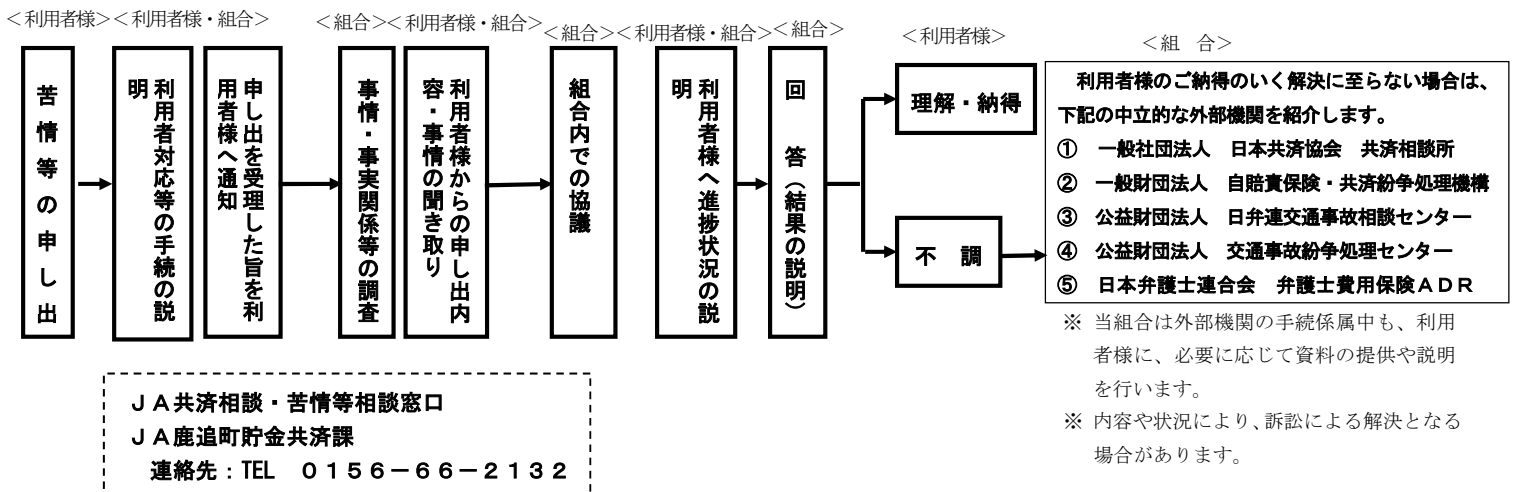 ＜利用者様＞
＜利用者様・組合＞
＜組合＞
＜利用者様・組合＞
＜組合＞
＜利用者様・組合＞
＜組合＞
＜利用者様＞
＜組　合＞
苦情等の申し出
利用者対応等の手続の説
明
申し出を受理した旨を利
用者様へ通知
事情・事実関係等の調査
利用者様からの申し出内
容・事情の聞き取り
組合内での協議
利用者様へ進捗状況の説
明
回　答（結果の説明）
理解・納得
不　調
利用者様のご納得のいく解決に至らない場合は、
下記の中立的な外部機関を紹介します。
①　一般社団法人　日本共済協会　共済相談所
②　一般財団法人　自賠責保険・共済紛争処理機構
③　公益財団法人　日弁連交通事故相談センター
④　公益財団法人　交通事故紛争処理センター
⑤　日本弁護士連合会　弁護士費用保険ＡＤＲ
※ 当組合は外部機関の手続係属中も、利用
者様に、必要に応じて資料の提供や説明
を行います。
※ 内容や状況により、訴訟による解決となる
場合があります。
ＪＡ共済相談・苦情等相談窓口
ＪＡ鹿追町貯金共済課
連絡先：TEL　０１５６－６６－２１３２